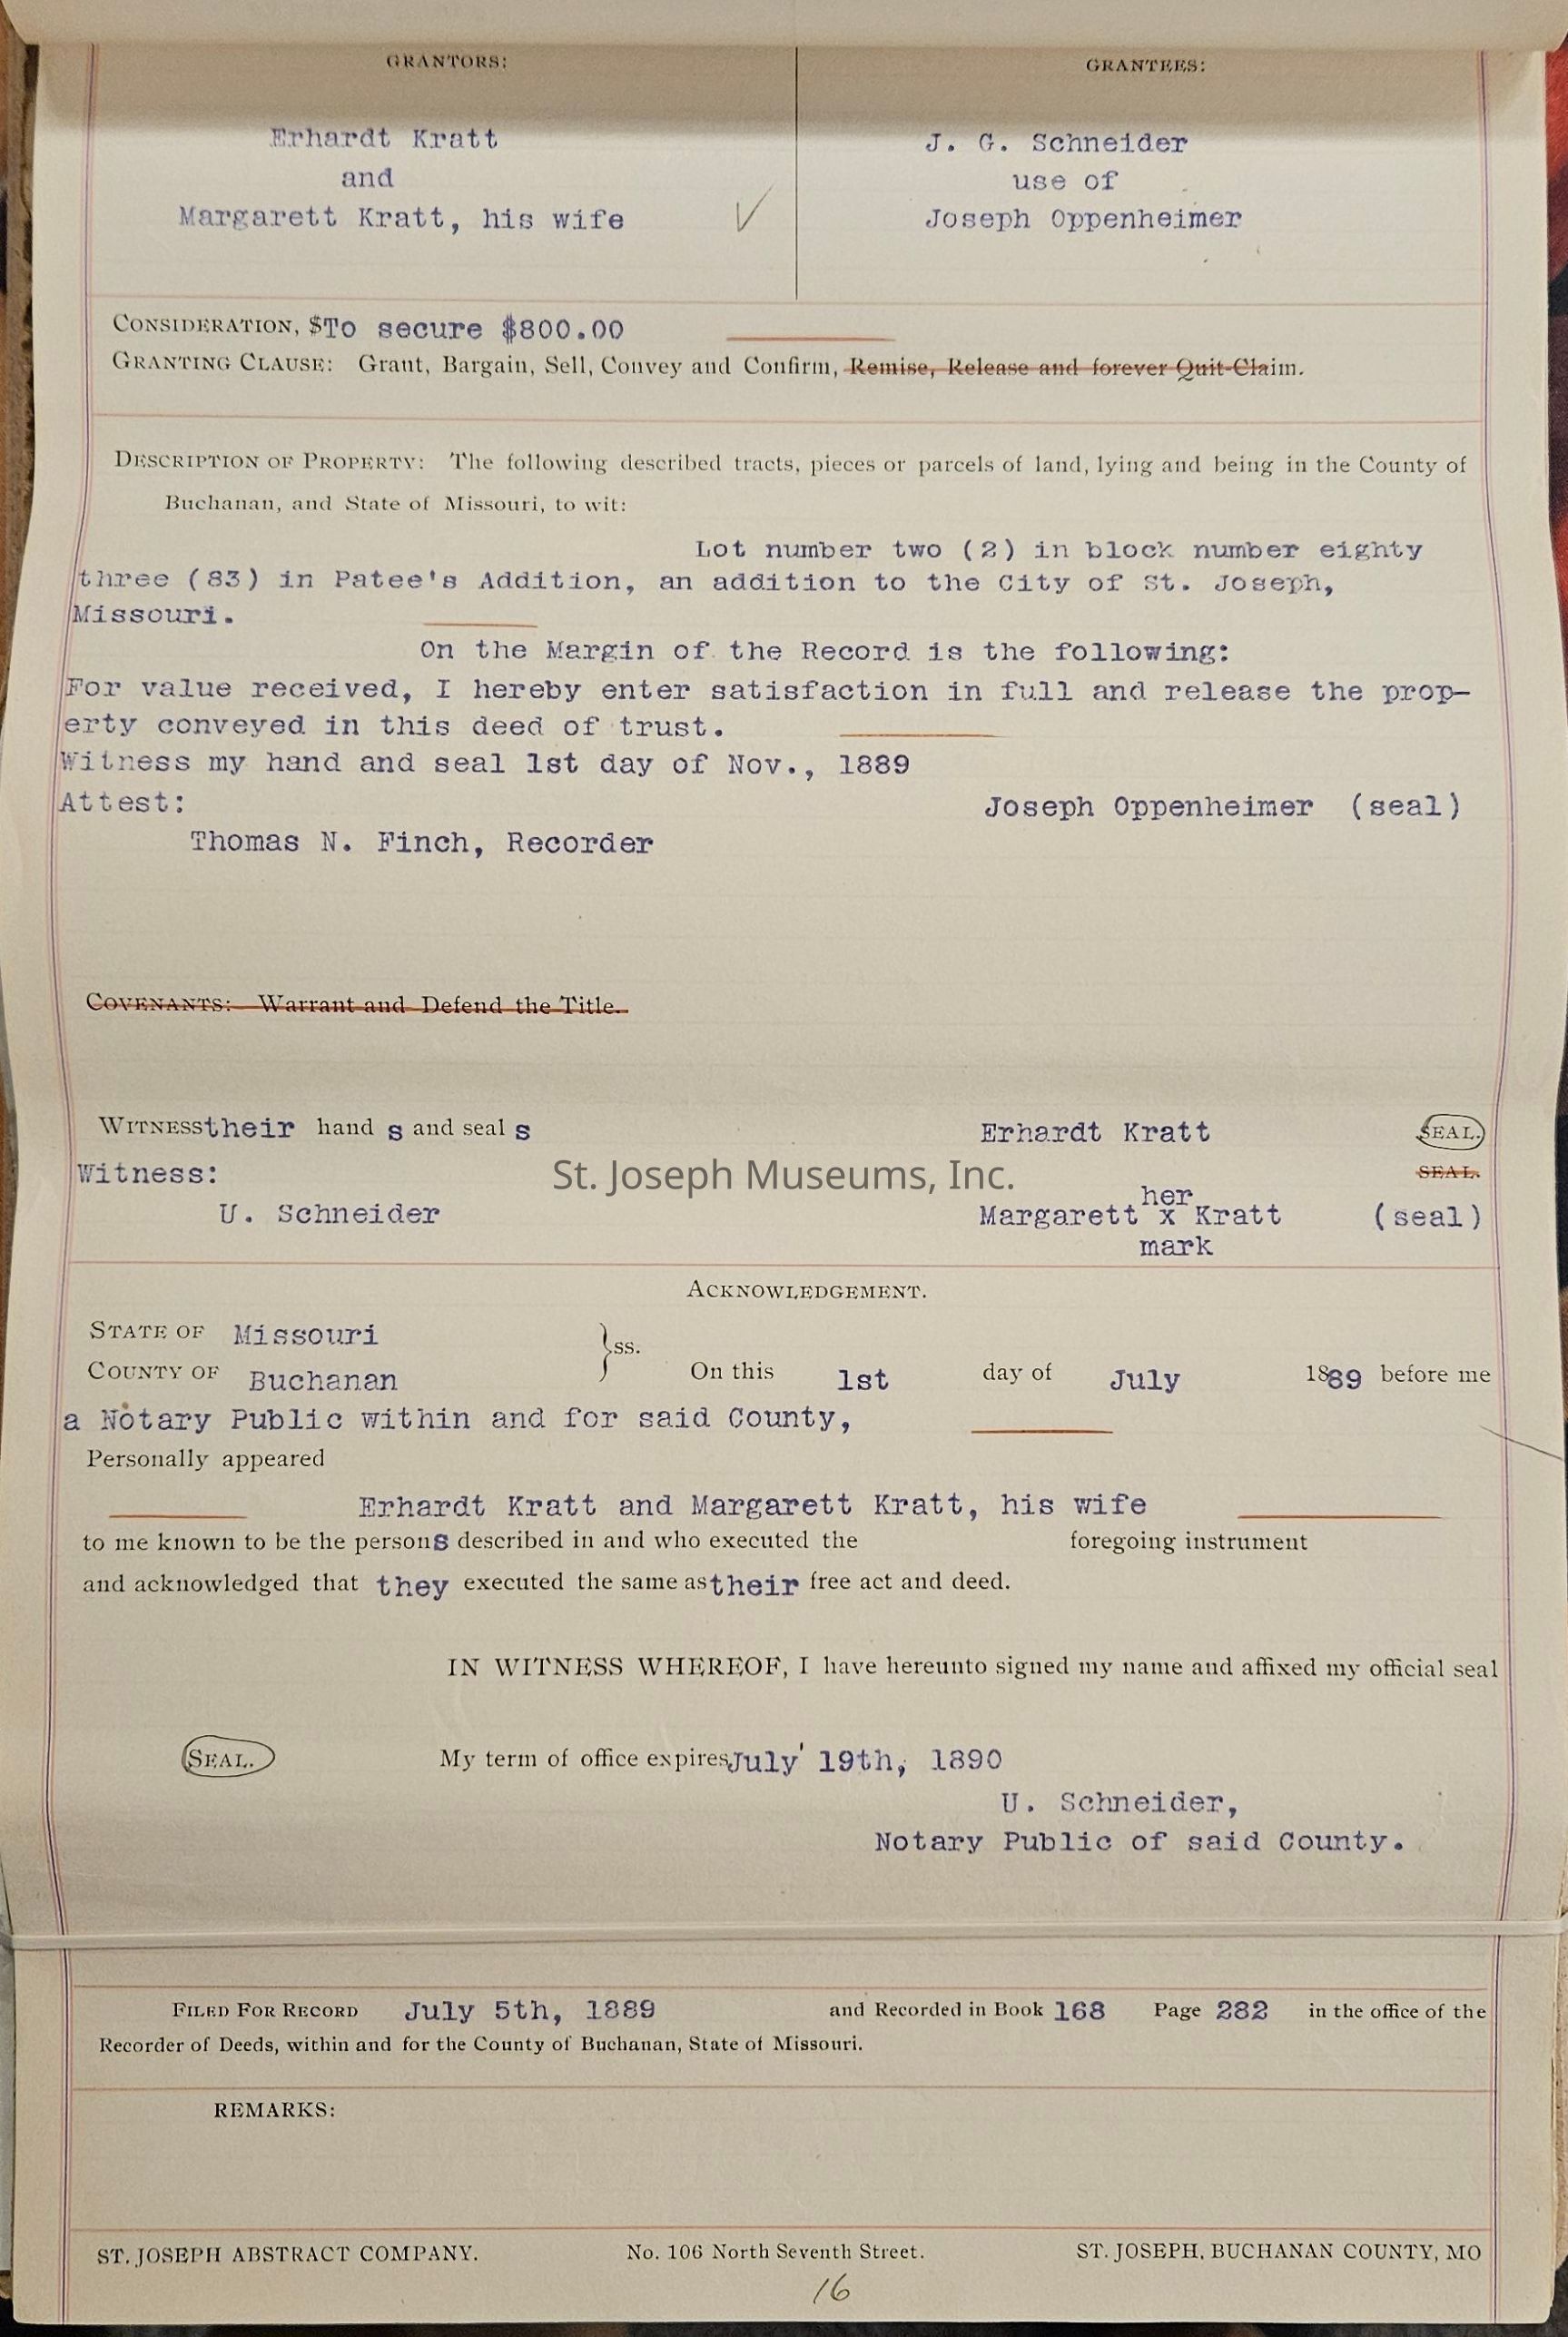 GRANTORS: GRANTEES:
Erhardt Kratt J. G. Schneider
and use of
Margarett Kratt, his wife Joseph Oppenheimer
CONSIDERATION, $To secure $800.00
GRANTING CLAUSE: Grant, Bargain, Sell, Convey and Confirm, Remise, Release and forever Quit-Claim.
DESCRIPTION OF PROPERTY: The following described tracts, pieces or parcels of land, lying and being in the County of
Buchanan, and State of Missouri, to wit:
Lot number two (2) in block number eighty
three (83) in Patee's Addition, an addition to the City of St. Joseph,
Missouri.
On the Margin of the Record is the following:
For value received, I hereby enter satisfaction in full and release the prop-
erty conveyed in this deed of trust.
Witness my hand and seal 1st day of Nov., 1889
Attest: Joseph Oppenheimer (seal)
Thomas N. Finch, Recorder
COVENANTS: Warrant and Defend the Title.
WITNESS their hand s and seal s Erhardt Kratt SEAL.
Witness: St. Joseph Museums, Inc. SEAL.
her
U. Schneider Margarett x Kratt (seal)
mark
ACKNOWLEDGEMENT.
STATE OF Missouri
COUNTY OF Buchanan }ss. On this 1st day of July 1889 before me
a Notary Public within and for said County,
Personally appeared
Erhardt Kratt and Margarett Kratt, his wife
to me known to be the persons described in and who executed the foregoing instrument
and acknowledged that they executed the same as their free act and deed.
IN WITNESS WHEREOF, I have hereunto signed my name and affixed my official seal
SEAL. My term of office expires July 19th, 1890
U. Schneider,
Notary Public of said County.
FILED FOR RECORD July 5th, 1889 and Recorded in Book 168 Page 282 in the office of the
Recorder of Deeds, within and for the County of Buchanan, State of Missouri.
REMARKS:
ST. JOSEPH ABSTRACT COMPANY. No. 106 North Seventh Street. ST. JOSEPH, BUCHANAN COUNTY, MO
16